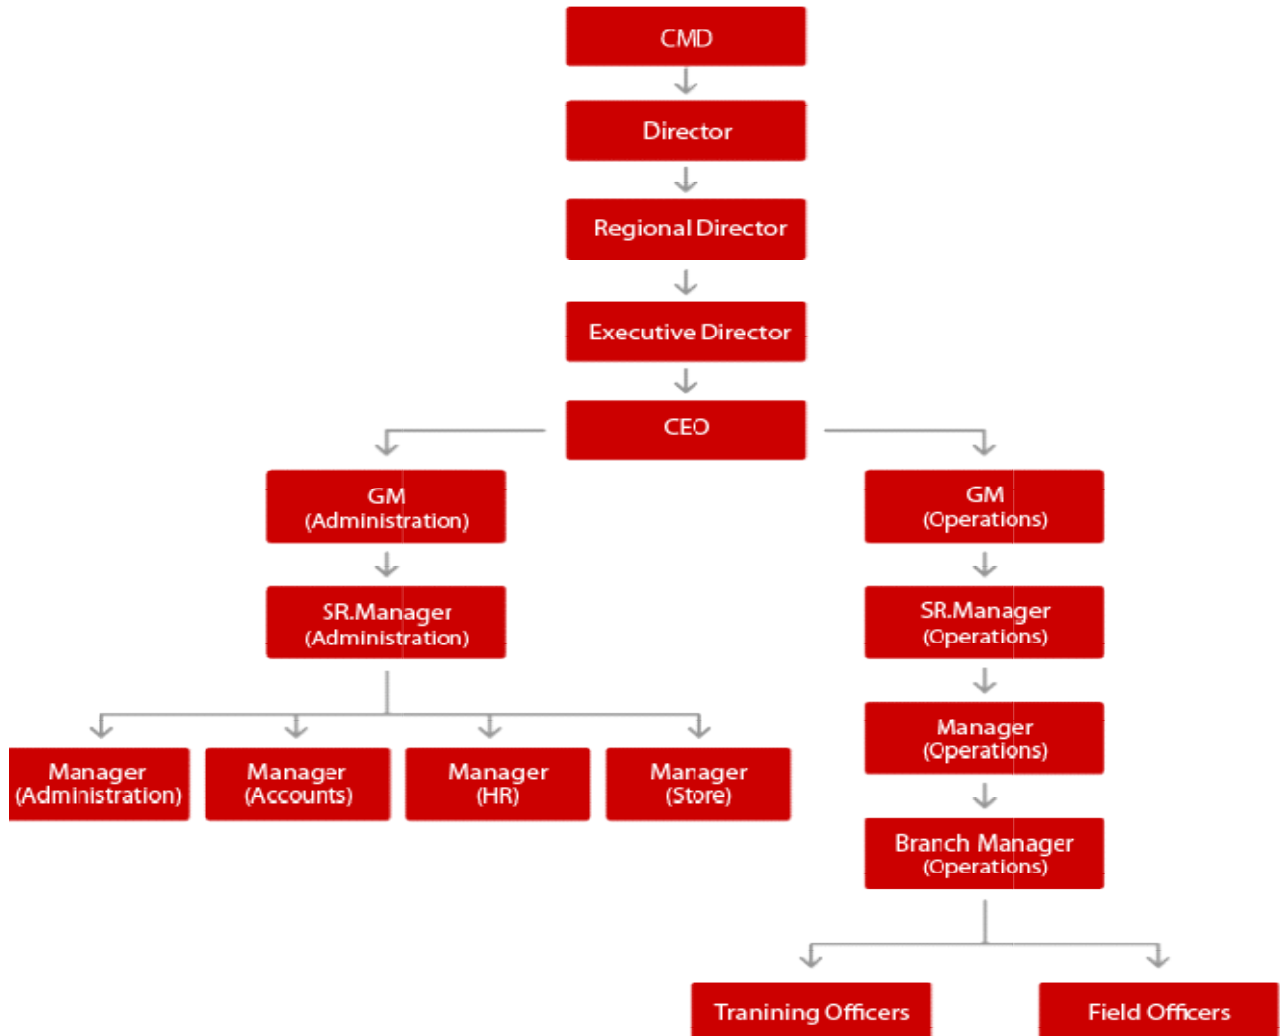 CMD
Director
Regional Director
Executive Director
CEO
GM
(Administration)
GM
(Operations)
SR.Manager
(Administration)
SR.Manager
(Operations)
Manager
(Administration)
Manager
(Accounts)
Manager
(HR)
Manager
(Store)
Manager
(Operations)
Branch Manager
(Operations)
Tranining Officers
Field Officers